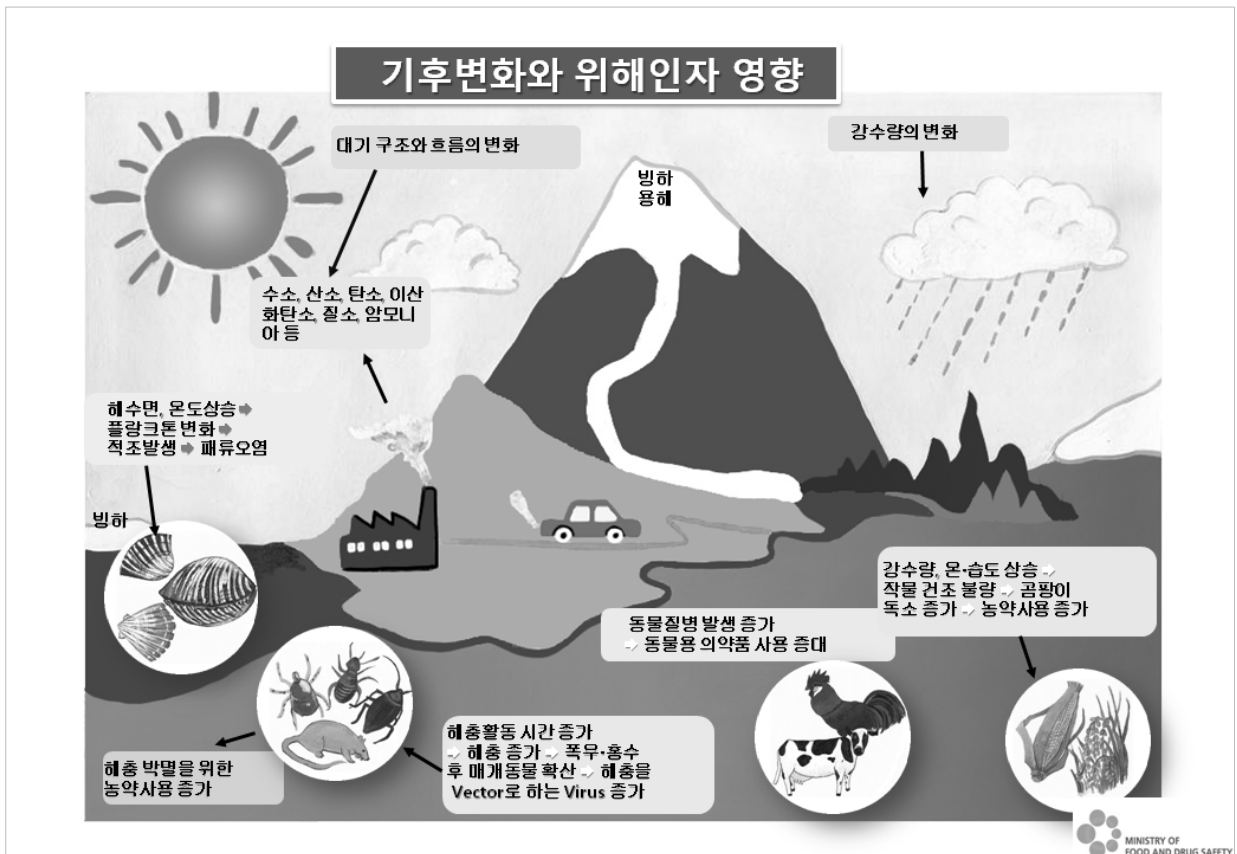 기후변화와 위해인자 영향
대기 구조와 흐름의 변화
강수량의 변화
빙하
용해
수소, 산소, 탄소, 이산
화탄소, 질소, 암모니
아 등
해수면, 온도상승 ➡
플랑크톤 변화 ➡
적조발생 ➡ 패류오염
빙하
강수량, 온·습도 상승 ➡
작물 건조 불량 ➡ 곰팡이
독소 증가 ➡ 농약사용 증가
동물질병 발생 증가
➡ 동물용 의약품 사용 증대
해충활동 시간 증가
➡ 해충 증가 ➡ 폭우·홍수
후 매개동물 확산 ➡ 해충을
Vector로 하는 Virus 증가
해충 박멸을 위한
농약사용 증가
MINISTRY OF
FOOD AND DRUG SAFETY